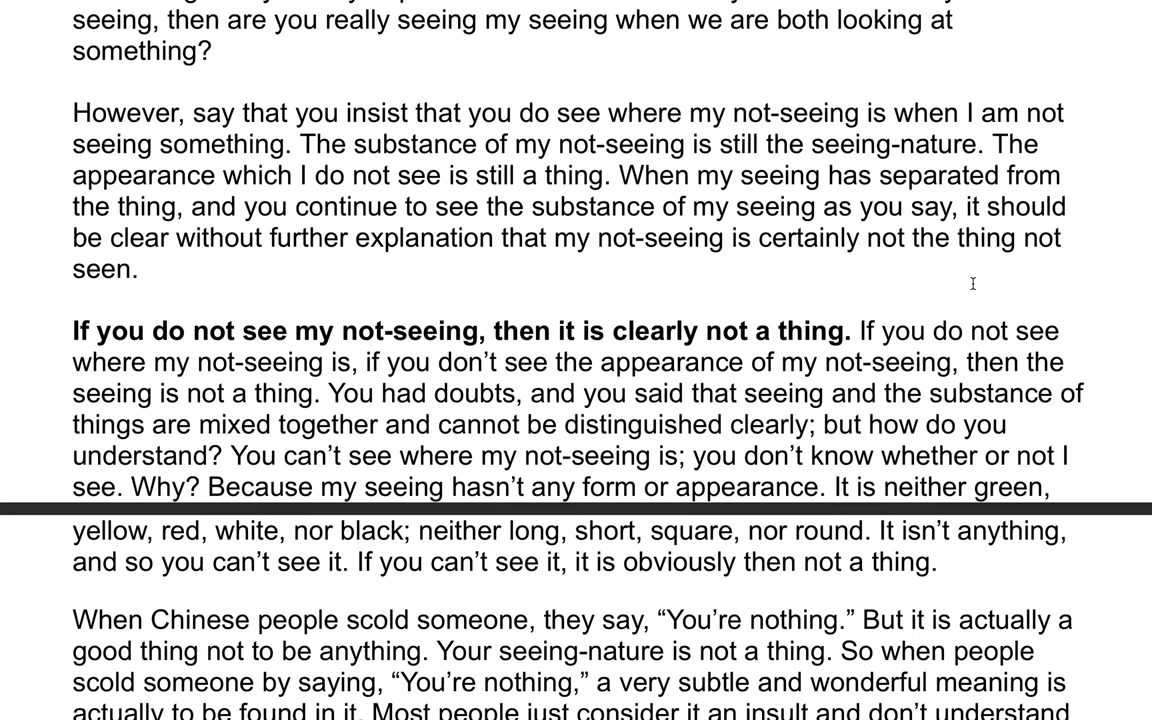 seeing, then are you really seeing my seeing when we are both looking at
something?
However, say that you insist that you do see where my not-seeing is when I am not
seeing something. The substance of my not-seeing is still the seeing-nature. The
appearance which I do not see is still a thing. When my seeing has separated from
the thing, and you continue to see the substance of my seeing as you say, it should
be clear without further explanation that my not-seeing is certainly not the thing not
seen.
If you do not see my not-seeing, then it is clearly not a thing. If you do not see
where my not-seeing is, if you don’t see the appearance of my not-seeing, then the
seeing is not a thing. You had doubts, and you said that seeing and the substance of
things are mixed together and cannot be distinguished clearly; but how do you
understand? You can’t see where my not-seeing is; you don’t know whether or not I
see. Why? Because my seeing hasn’t any form or appearance. It is neither green,
yellow, red, white, nor black; neither long, short, square, nor round. It isn’t anything,
and so you can’t see it. If you can’t see it, it is obviously then not a thing.
When Chinese people scold someone, they say, “You’re nothing.” But it is actually a
good thing not to be anything. Your seeing-nature is not a thing. So when people
scold someone by saying, “You’re nothing,” a very subtle and wonderful meaning is
actually to be found in it. Most people just consider it an insult and don’t understand